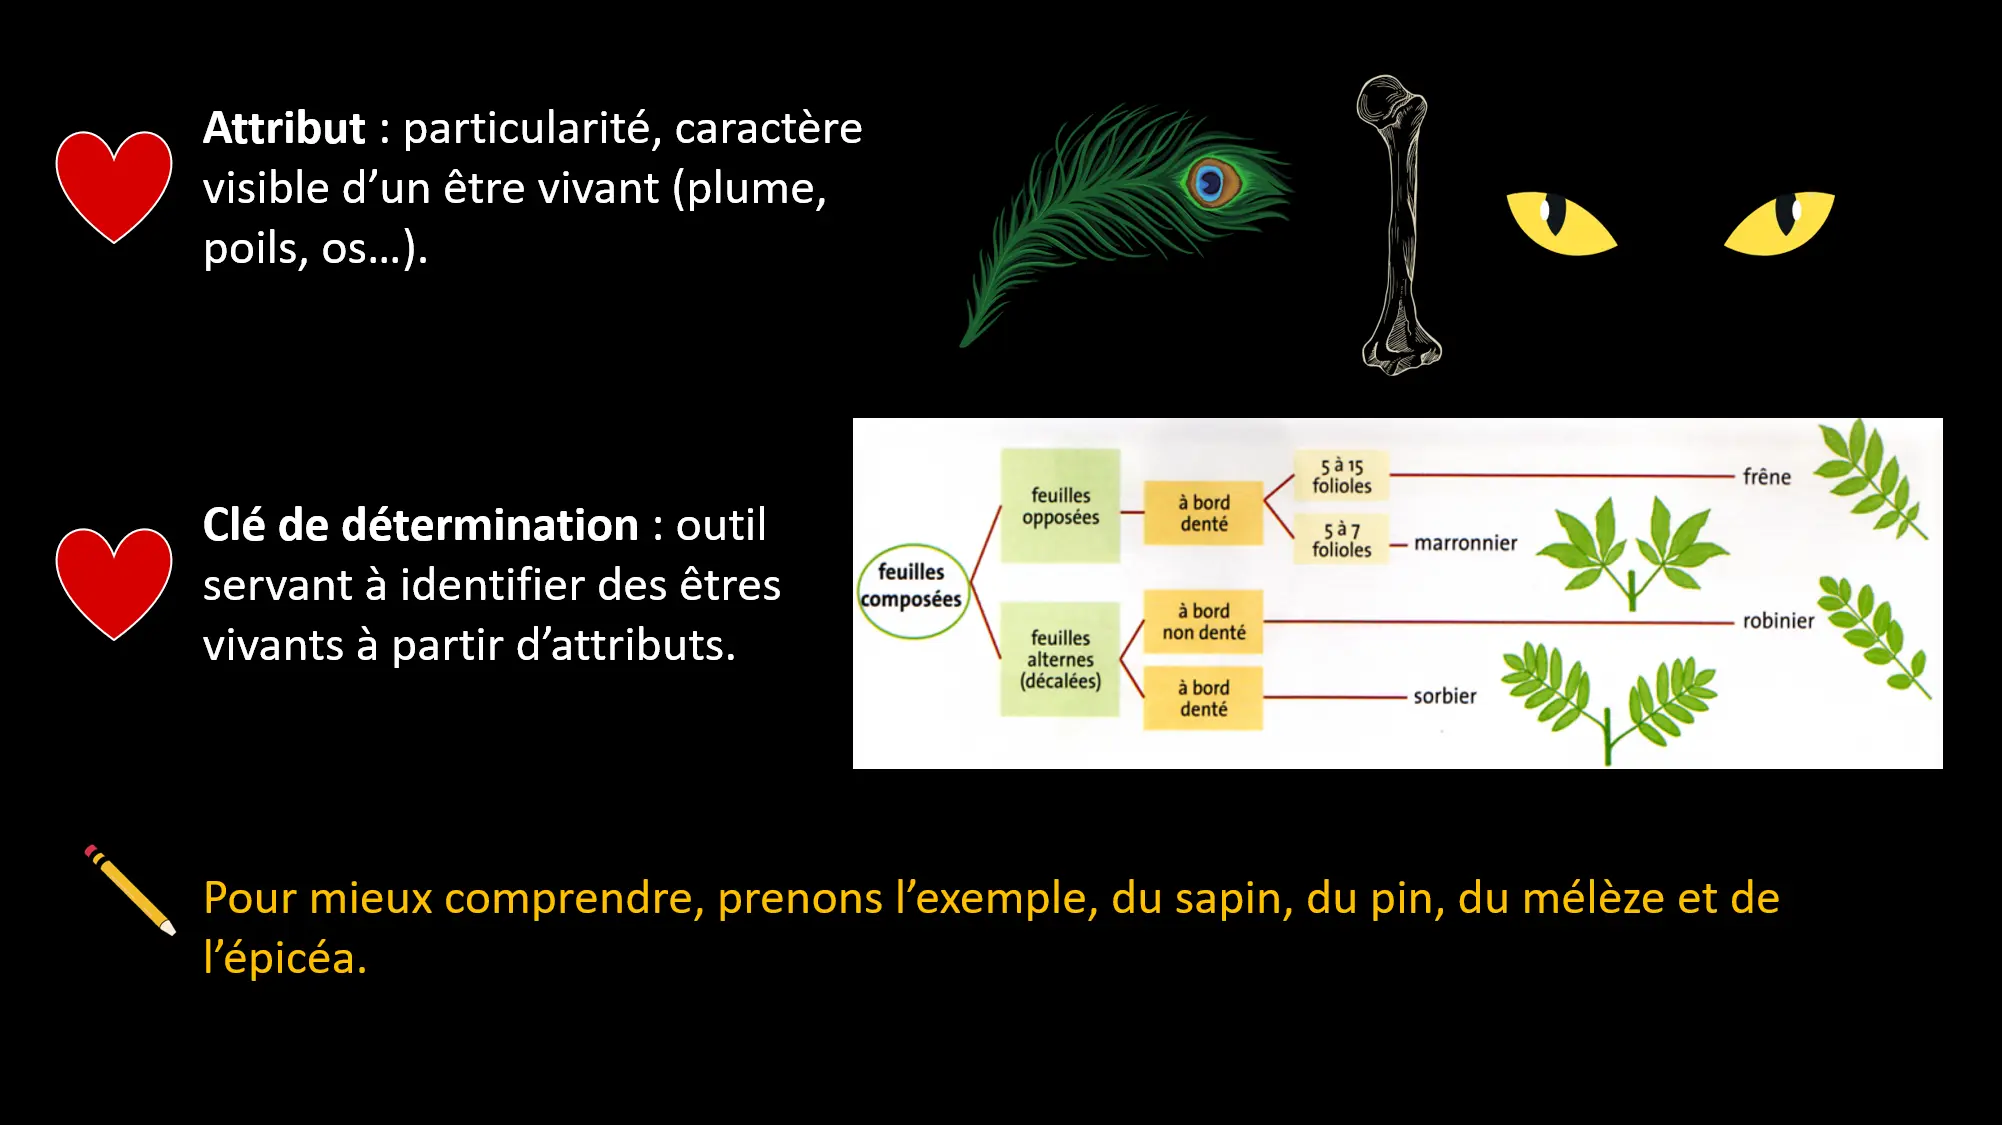 Attribut : particularité, caractère
visible d’un être vivant (plume,
poils, os…).
Clé de détermination : outil
servant à identifier des êtres
vivants à partir d’attributs.
feuilles
composées
feuilles
opposées
à bord
denté
5 à 15
folioles
frêne
5 à 7
folioles
marronnier
feuilles
alternes
(décalées)
à bord
non denté
robinier
à bord
denté
sorbier
Pour mieux comprendre, prenons l’exemple, du sapin, du pin, du mélèze et de
l’épicéa.